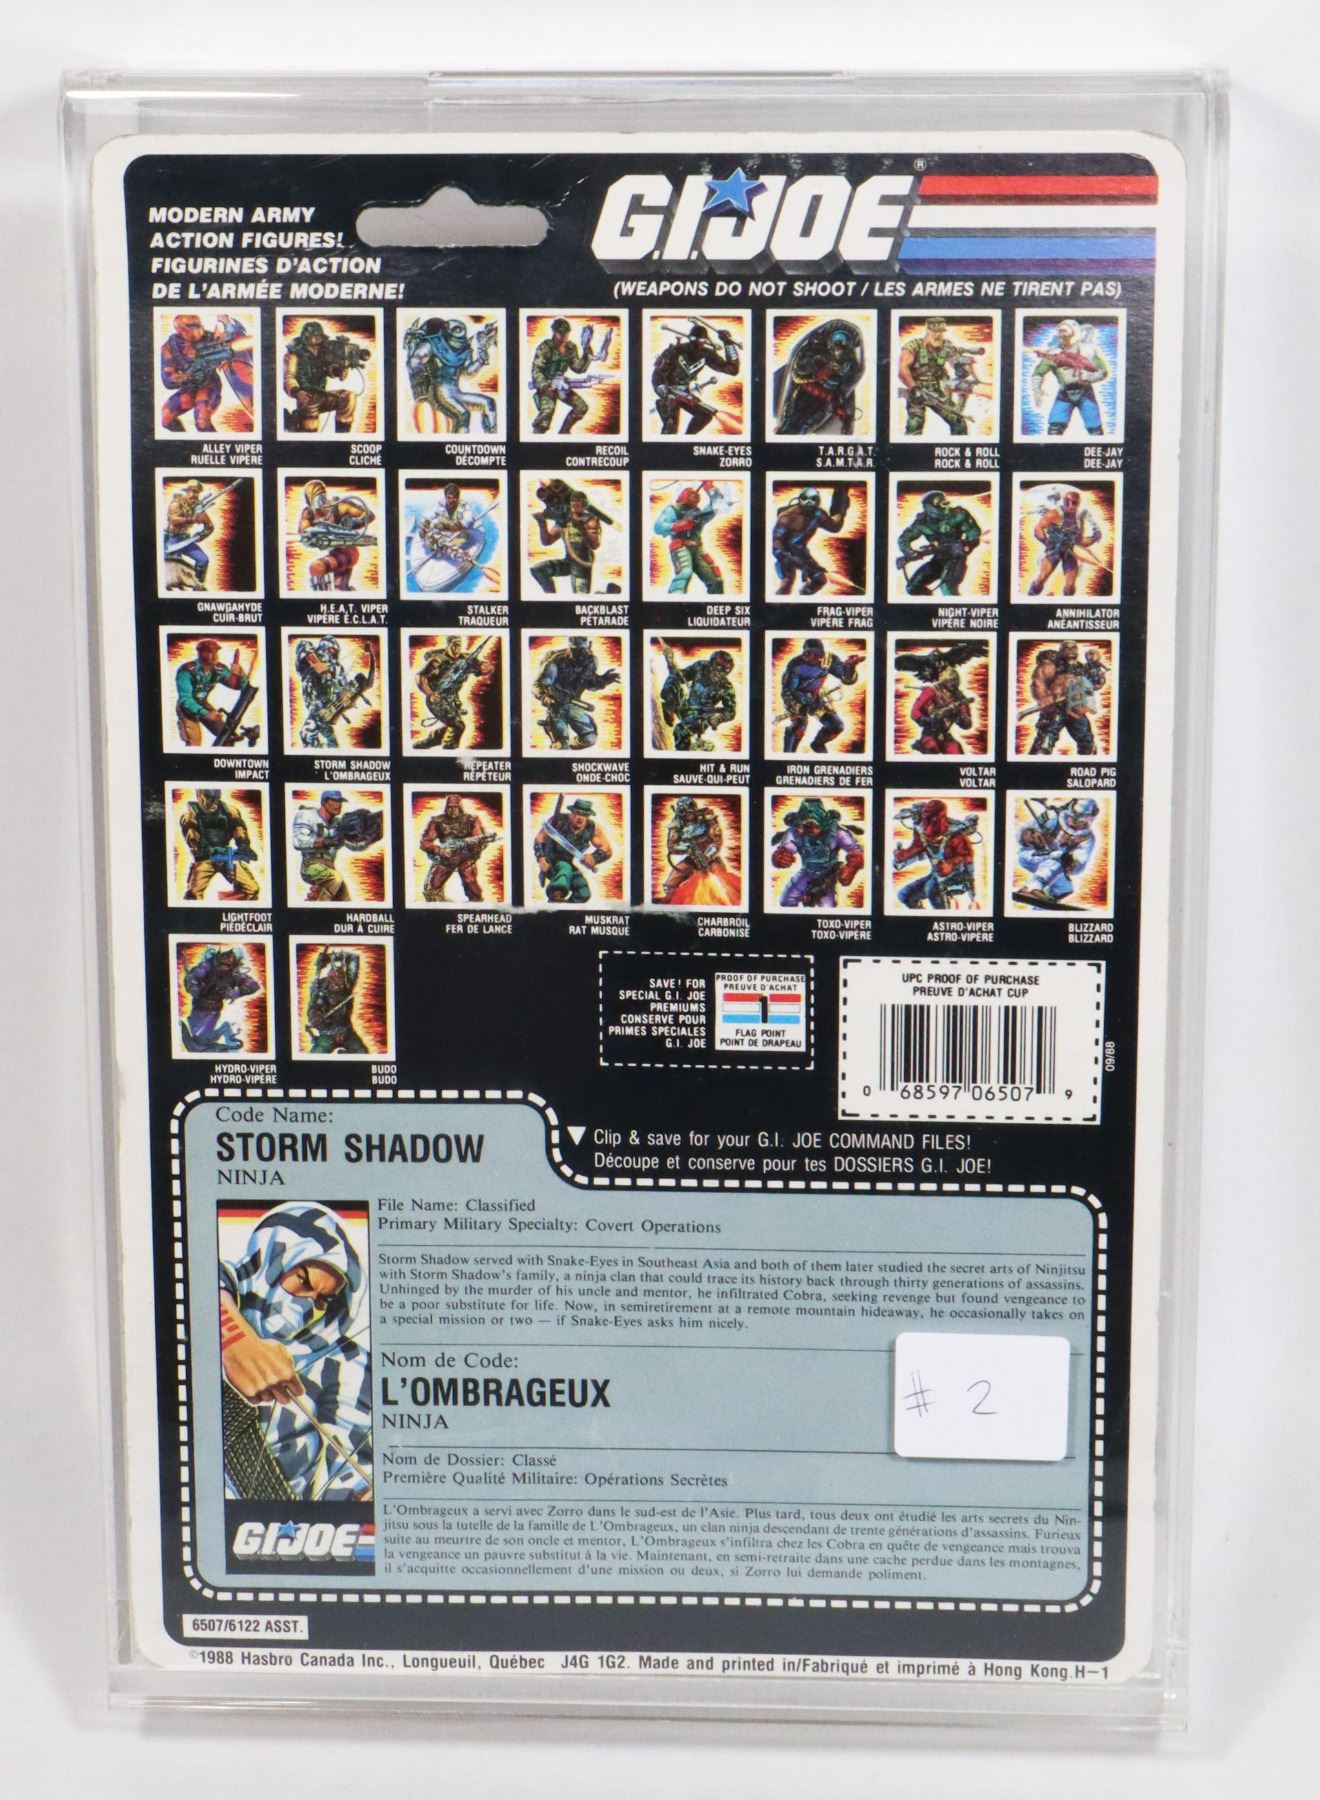 MODERN ARMY
ACTION FIGURES!
FIGURINES D'ACTION
DE L'ARMÉE MODERNE!
G.I.JOE®
(WEAPONS DO NOT SHOOT / LES ARMES NE TIRENT PAS)
ALLEY VIPER SCOOP COUNTDOWN RECOIL SNAKE-EYES T.A.R.G.A.T. ROCK & ROLL DEE-JAY
RUELLE VIPÈRE CLICHÉ DÉCOMPTE CONTRECOUP ZORRO S.A.M.T.A.R. ROCK & ROLL DEE-JAY
GNAWGAHYDE H.E.A.T. VIPER STALKER BACKBLAST DEEP SIX FRAG-VIPER NIGHT-VIPER ANNIHILATOR
CUIR-BRUT VIPÈRE É.C.L.A.T. TRAQUEUR PÉTARADE LIQUIDATEUR VIPÈRE FRAG VIPÈRE NOIRE ANÉANTISSEUR
DOWNTOWN STORM SHADOW REPEATER SHOCKWAVE HIT & RUN IRON GRENADIERS VOLTAR ROAD PIG
IMPACT L'OMBRAGEUX RÉPÉTEUR ONDE-CHOC SAUVE-QUI-PEUT GRENADIERS DE FER VOLTAR SALOPARD
LIGHTFOOT HARDBALL SPEARHEAD MUSKRAT CHARBROIL TOXO-VIPER ASTRO-VIPER BLIZZARD
PIÉDÉCLAIR DUR À CUIRE FER DE LANCE RAT MUSQUÉ CARBONISÉ TOXO-VIPÈRE ASTRO-VIPÈRE BLIZZARD
HYDRO-VIPER BUDO
HYDRO-VIPÈRE BUDO
SAVE! FOR
SPECIAL G.I. JOE
PREMIUMS
CONSERVE POUR
PRIMES SPÉCIALES
G.I. JOE
PROOF OF PURCHASE
PREUVE D'ACHAT
1
FLAG POINT
POINT DE DRAPEAU
UPC PROOF OF PURCHASE
PREUVE D'ACHAT CUP
0 68597 06507 9
09/88
Clip & save for your G.I. JOE COMMAND FILES!
Découpe et conserve pour tes DOSSIERS G.I. JOE!
Code Name:
STORM SHADOW
NINJA
File Name: Classified
Primary Military Specialty: Covert Operations
Storm Shadow served with Snake-Eyes in Southeast Asia and both of them later studied the secret arts of Ninjitsu
with Storm Shadow's family, a ninja clan that could trace its history back through thirty generations of assassins.
Unhinged by the murder of his uncle and mentor, he infiltrated Cobra, seeking revenge but found vengeance to
be a poor substitute for life. Now, in semiretirement at a remote mountain hideaway, he occasionally takes on
a special mission or two — if Snake-Eyes asks him nicely.
Nom de Code:
L'OMBRAGEUX
NINJA
# 2
Nom de Dossier: Classé
Première Qualité Militaire: Opérations Secrètes
L'Ombrageux a servi avec Zorro dans le sud-est de l'Asie. Plus tard, tous deux ont étudié les arts secrets du Nin-
jitsu sous la tutelle de la famille de L'Ombrageux, un clan ninja descendant de trente générations d'assassins. Furieux
suite au meurtre de son oncle et mentor, L'Ombrageux s'infiltra chez les Cobra en quête de vengeance mais trouva
la vengeance un pauvre substitut à la vie. Maintenant, en semi-retraite dans une cache perdue dans les montagnes,
il s'acquitte occasionnellement d'une mission ou deux, si Zorro lui demande poliment.
G.I.JOE
6507/6122 ASST.
©1988 Hasbro Canada Inc., Longueuil, Québec J4G 1G2. Made and printed in/Fabriqué et imprimé à Hong Kong.H-1